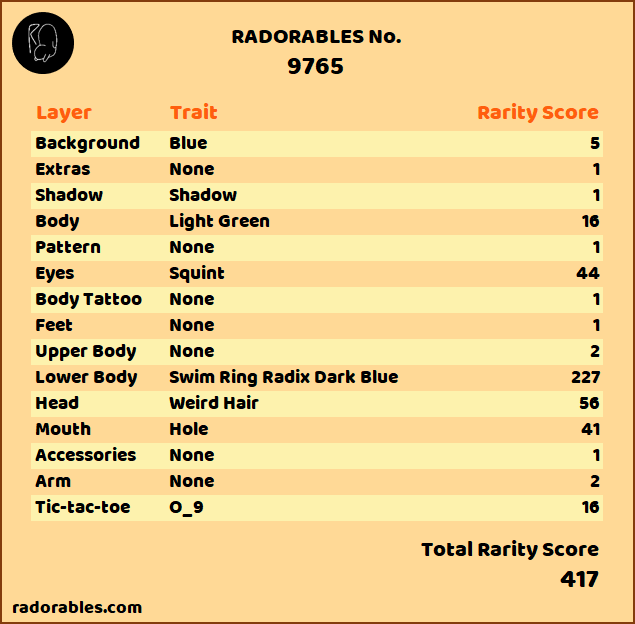 RADORABLES No.
9765
Layer Trait Rarity Score
Background Blue 5
Extras None 1
Shadow Shadow 1
Body Light Green 16
Pattern None 1
Eyes Squint 44
Body Tattoo None 1
Feet None 1
Upper Body None 2
Lower Body Swim Ring Radix Dark Blue 227
Head Weird Hair 56
Mouth Hole 41
Accessories None 1
Arm None 2
Tic-tac-toe O_9 16
Total Rarity Score
417
radorables.com